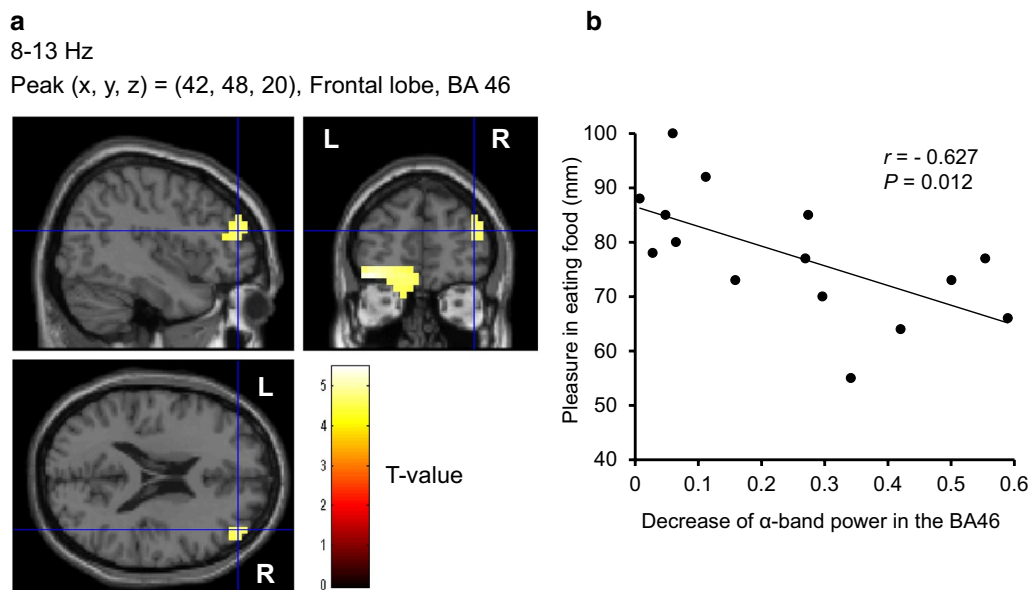 a
8-13 Hz
Peak (x, y, z) = (42, 48, 20), Frontal lobe, BA 46
L R
L
R
5
4
3
2
1
0
T-value
b
r = - 0.627
P = 0.012
Pleasure in eating food (mm)
100
90
80
70
60
50
40
0 0.1 0.2 0.3 0.4 0.5 0.6
Decrease of α-band power in the BA46